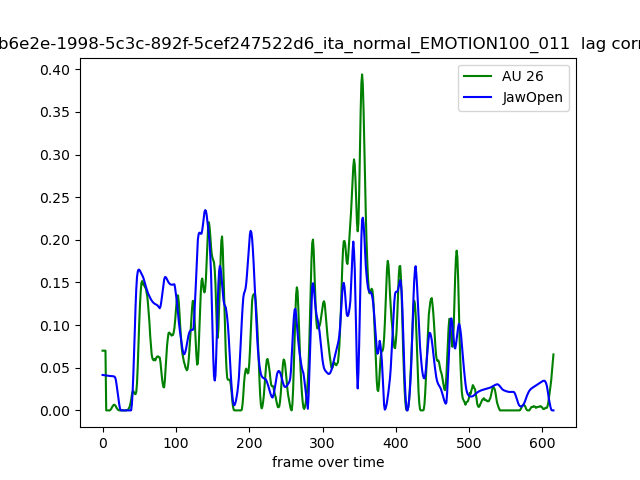 b6e2e-1998-5c3c-892f-5cef247522d6_ita_normal_EMOTION100_011 lag corr
AU 26
JawOpen
0.40
0.35
0.30
0.25
0.20
0.15
0.10
0.05
0.00
0 100 200 300 400 500 600
frame over time